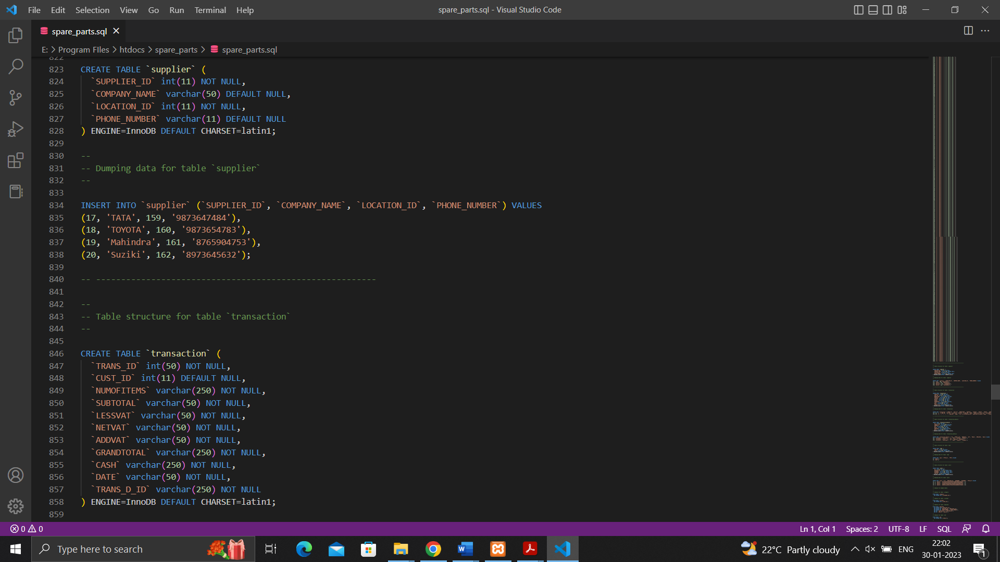 File Edit Selection View Go Run Terminal Help
spare_parts.sql - Visual Studio Code
spare_parts.sql
E: > Program FIles > htdocs > spare_parts > spare_parts.sql
822
823 CREATE TABLE `supplier` (
824 `SUPPLIER_ID` int(11) NOT NULL,
825 `COMPANY_NAME` varchar(50) DEFAULT NULL,
826 `LOCATION_ID` int(11) NOT NULL,
827 `PHONE_NUMBER` varchar(11) DEFAULT NULL
828 ) ENGINE=InnoDB DEFAULT CHARSET=latin1;
829
830 --
831 -- Dumping data for table `supplier`
832 --
833
834 INSERT INTO `supplier` (`SUPPLIER_ID`, `COMPANY_NAME`, `LOCATION_ID`, `PHONE_NUMBER`) VALUES
835 (17, 'TATA', 159, '9873647484'),
836 (18, 'TOYOTA', 160, '9873654783'),
837 (19, 'Mahindra', 161, '8765904753'),
838 (20, 'Suziki', 162, '8973645632');
839
840 -- --------------------------------------------------------
841
842 --
843 -- Table structure for table `transaction`
844 --
845
846 CREATE TABLE `transaction` (
847 `TRANS_ID` int(50) NOT NULL,
848 `CUST_ID` int(11) DEFAULT NULL,
849 `NUMOFITEMS` varchar(250) NOT NULL,
850 `SUBTOTAL` varchar(50) NOT NULL,
851 `LESSVAT` varchar(50) NOT NULL,
852 `NETVAT` varchar(50) NOT NULL,
853 `ADDVAT` varchar(50) NOT NULL,
854 `GRANDTOTAL` varchar(250) NOT NULL,
855 `CASH` varchar(250) NOT NULL,
856 `DATE` varchar(50) NOT NULL,
857 `TRANS_D_ID` varchar(250) NOT NULL
858 ) ENGINE=InnoDB DEFAULT CHARSET=latin1;
859
0 0
Ln 1, Col 1 Spaces: 2 UTF-8 LF SQL
Type here to search
22°C Partly cloudy
ENG
22:02
30-01-2023
1